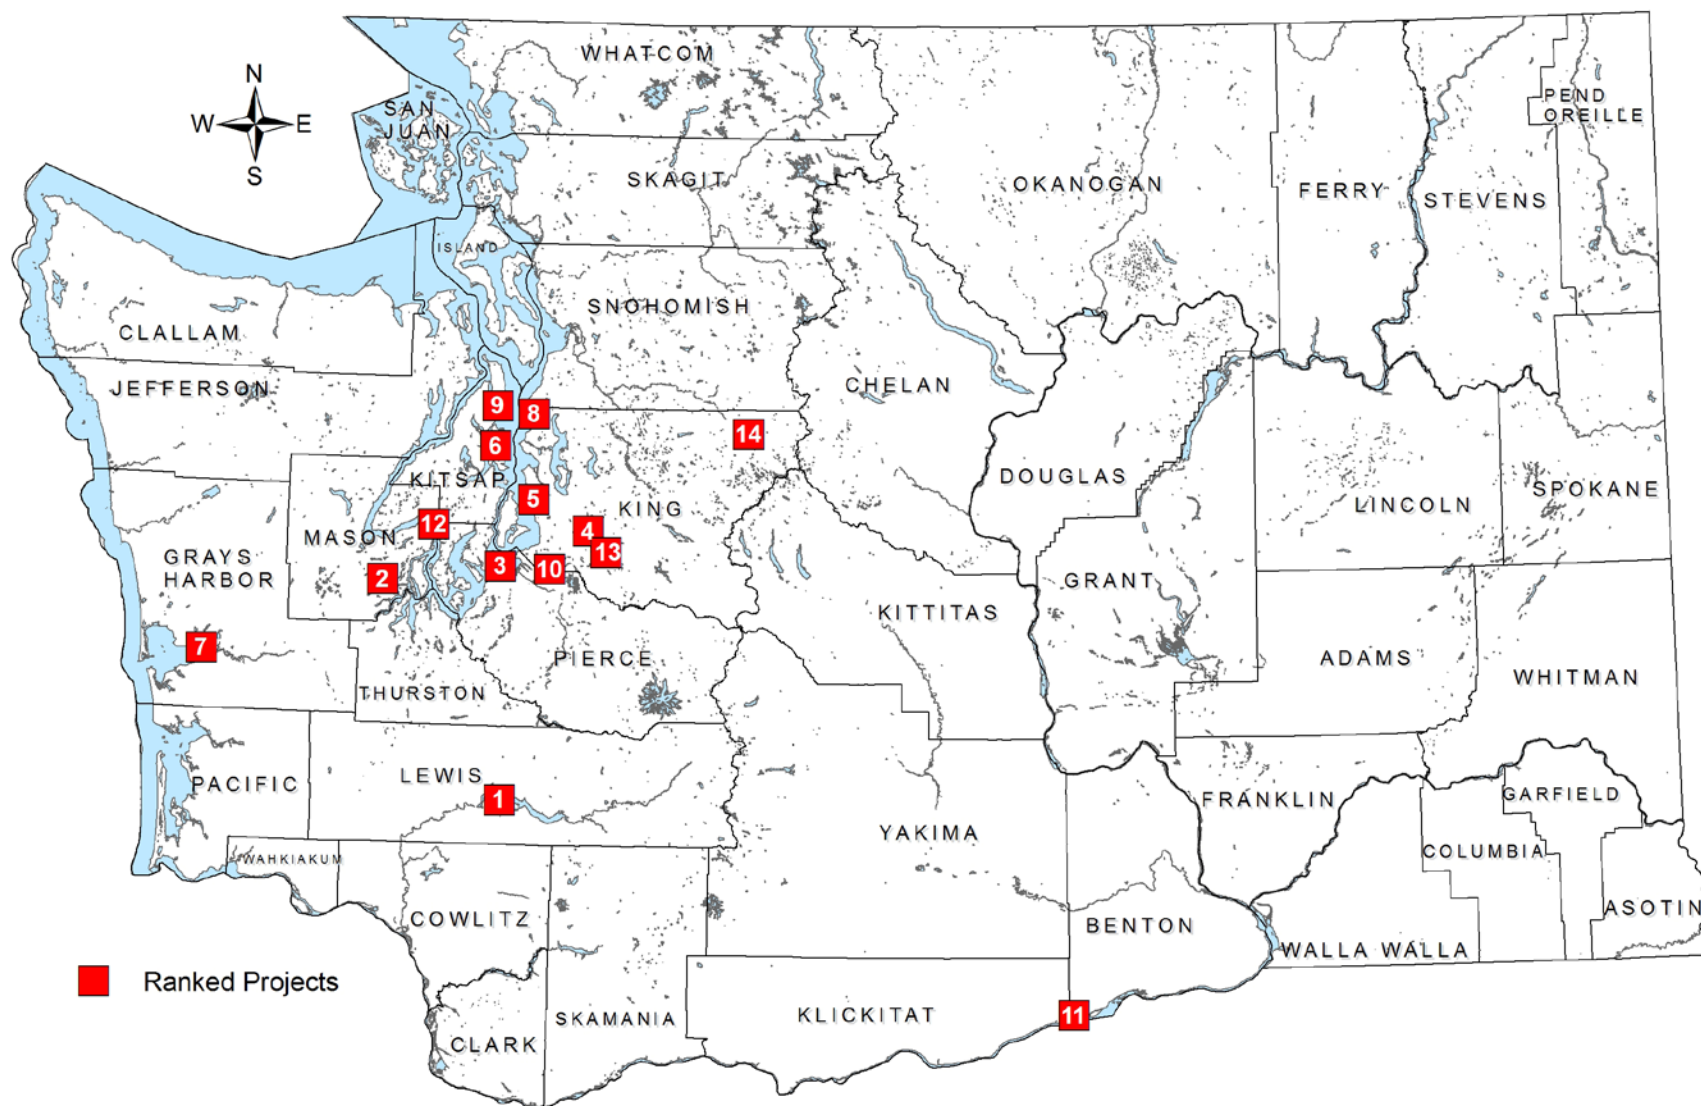 WHATCOM
N
W
E
S
SAN
JUAN
PEND
OREILLE
SKAGIT
OKANOGAN
FERRY
STEVENS
ISLAND
SNOHOMISH
CLALLAM
JEFFERSON
CHELAN
9
8
14
6
KITSAP
DOUGLAS
LINCOLN
SPOKANE
5
KING
12
4
MASON
13
GRAYS
HARBOR
3
10
2
GRANT
KITTITAS
7
PIERCE
ADAMS
WHITMAN
THURSTON
LEWIS
PACIFIC
1
FRANKLIN
GARFIELD
YAKIMA
COLUMBIA
WAHKIAKUM
COWLITZ
BENTON
ASOTIN
WALLA WALLA
Ranked Projects
SKAMANIA
KLICKITAT
11
CLARK